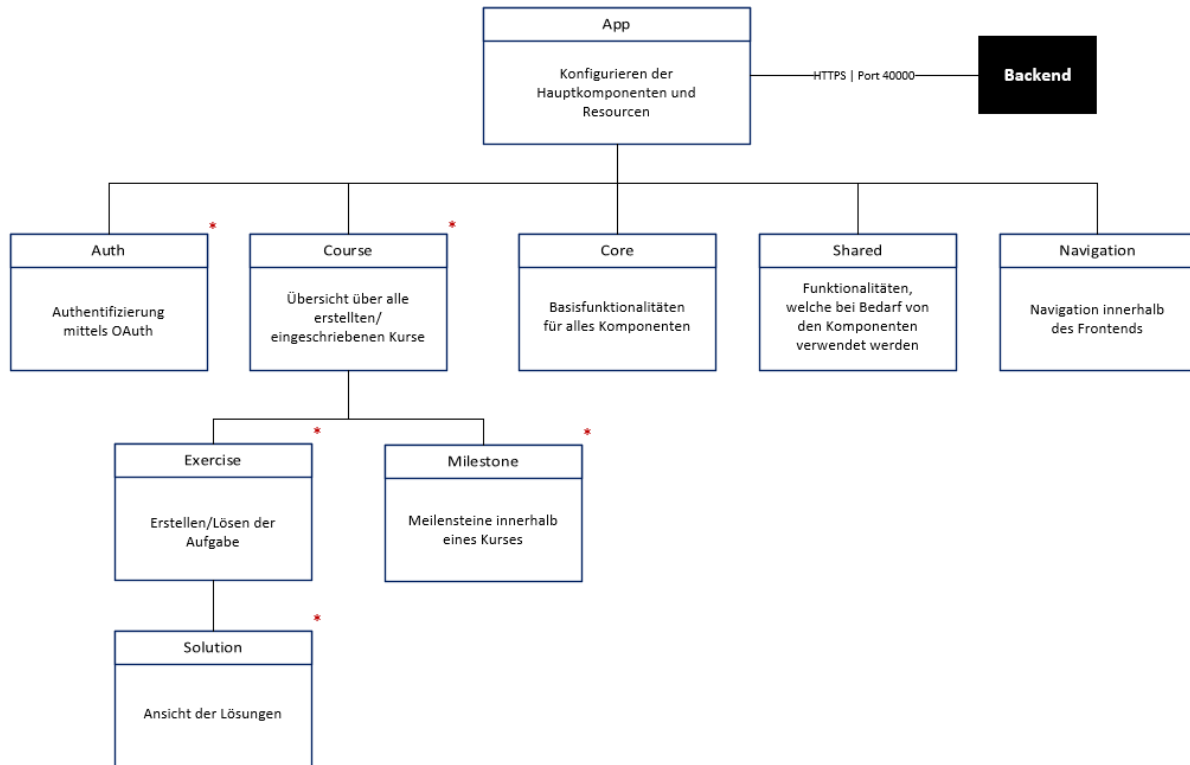 App
Konfigurieren der
Hauptkomponenten und
Resourcen
HTTPS | Port 40000
Backend
*
*
Auth
Authentifizierung
mittels OAuth
Course
Übersicht über alle
erstellten/
eingeschriebenen Kurse
Core
Basisfunktionalitäten
für alles Komponenten
Shared
Funktionalitäten,
welche bei Bedarf von
den Komponenten
verwendet werden
Navigation
Navigation innerhalb
des Frontends
*
*
Exercise
Erstellen/Lösen der
Aufgabe
Milestone
Meilensteine innerhalb
eines Kurses
*
Solution
Ansicht der Lösungen